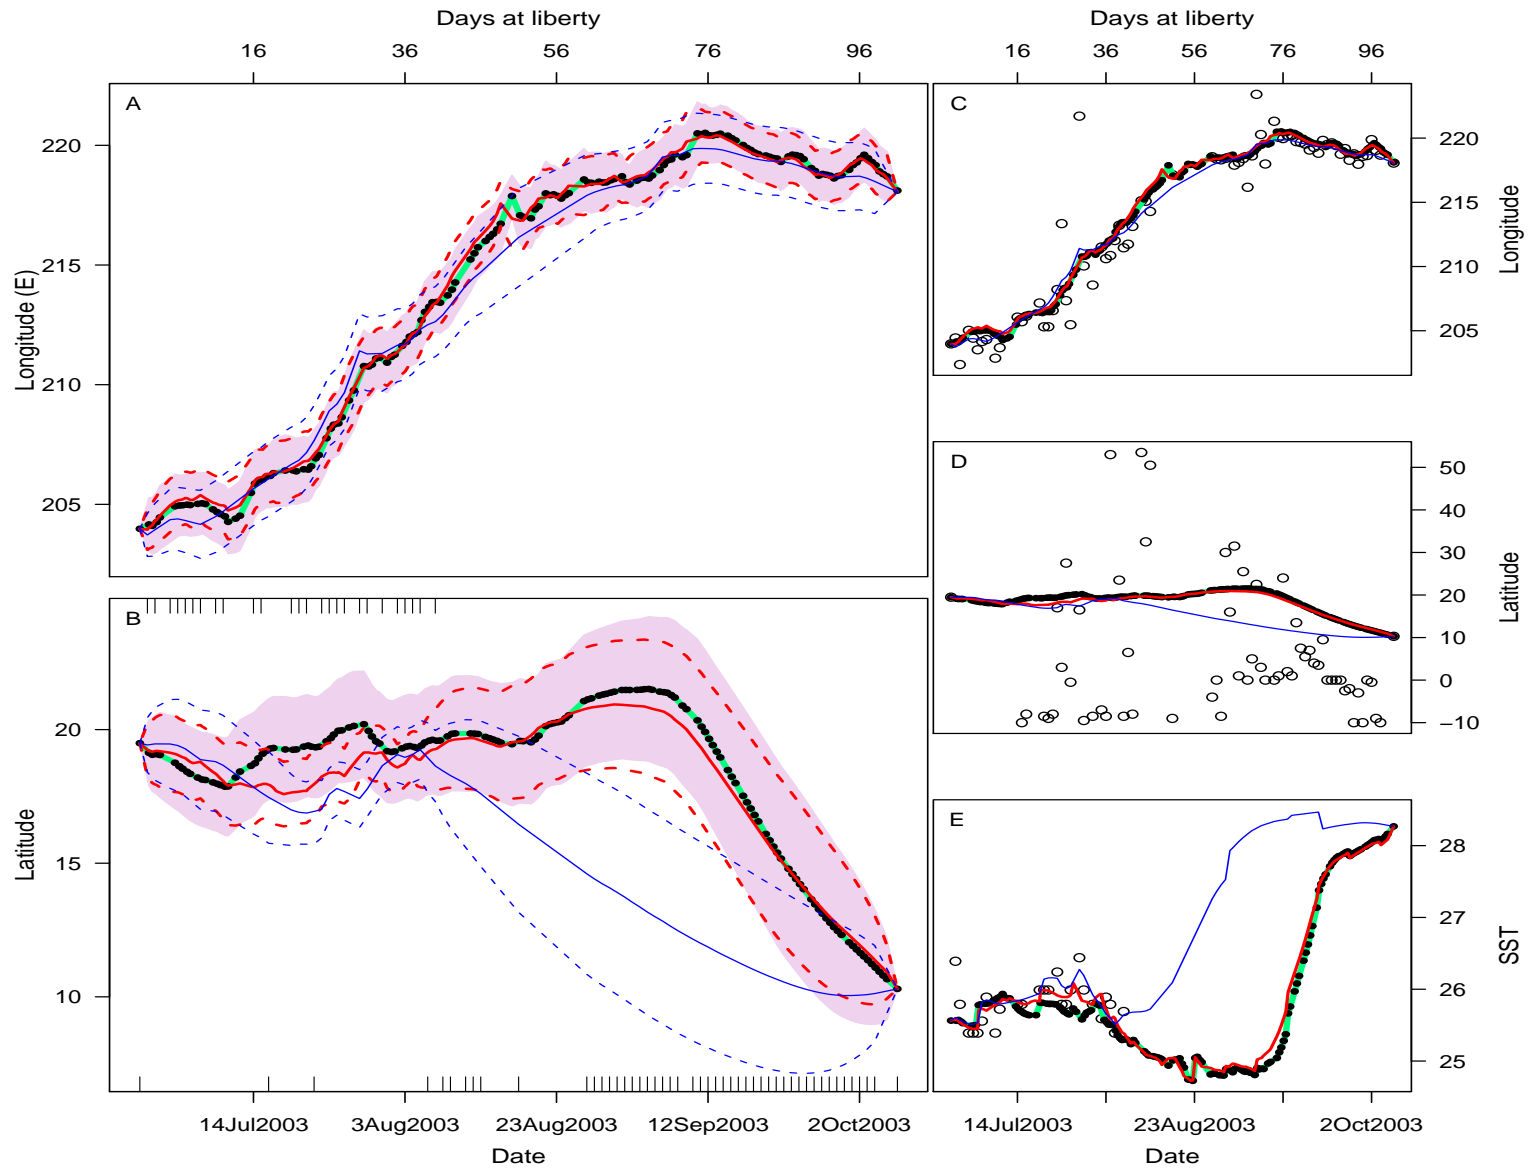 Days at liberty
Days at liberty
16 36 56 76 96
16 36 56 76 96
A
220
215
210
205
Longitude (E)
C
220
215
210
205
Longitude
B
20
15
10
Latitude
D
50
40
30
20
10
0
−10
Latitude
E
28
27
26
25
SST
14Jul2003 3Aug2003 23Aug2003 12Sep2003 2Oct2003
14Jul2003 23Aug2003 2Oct2003
Date
Date